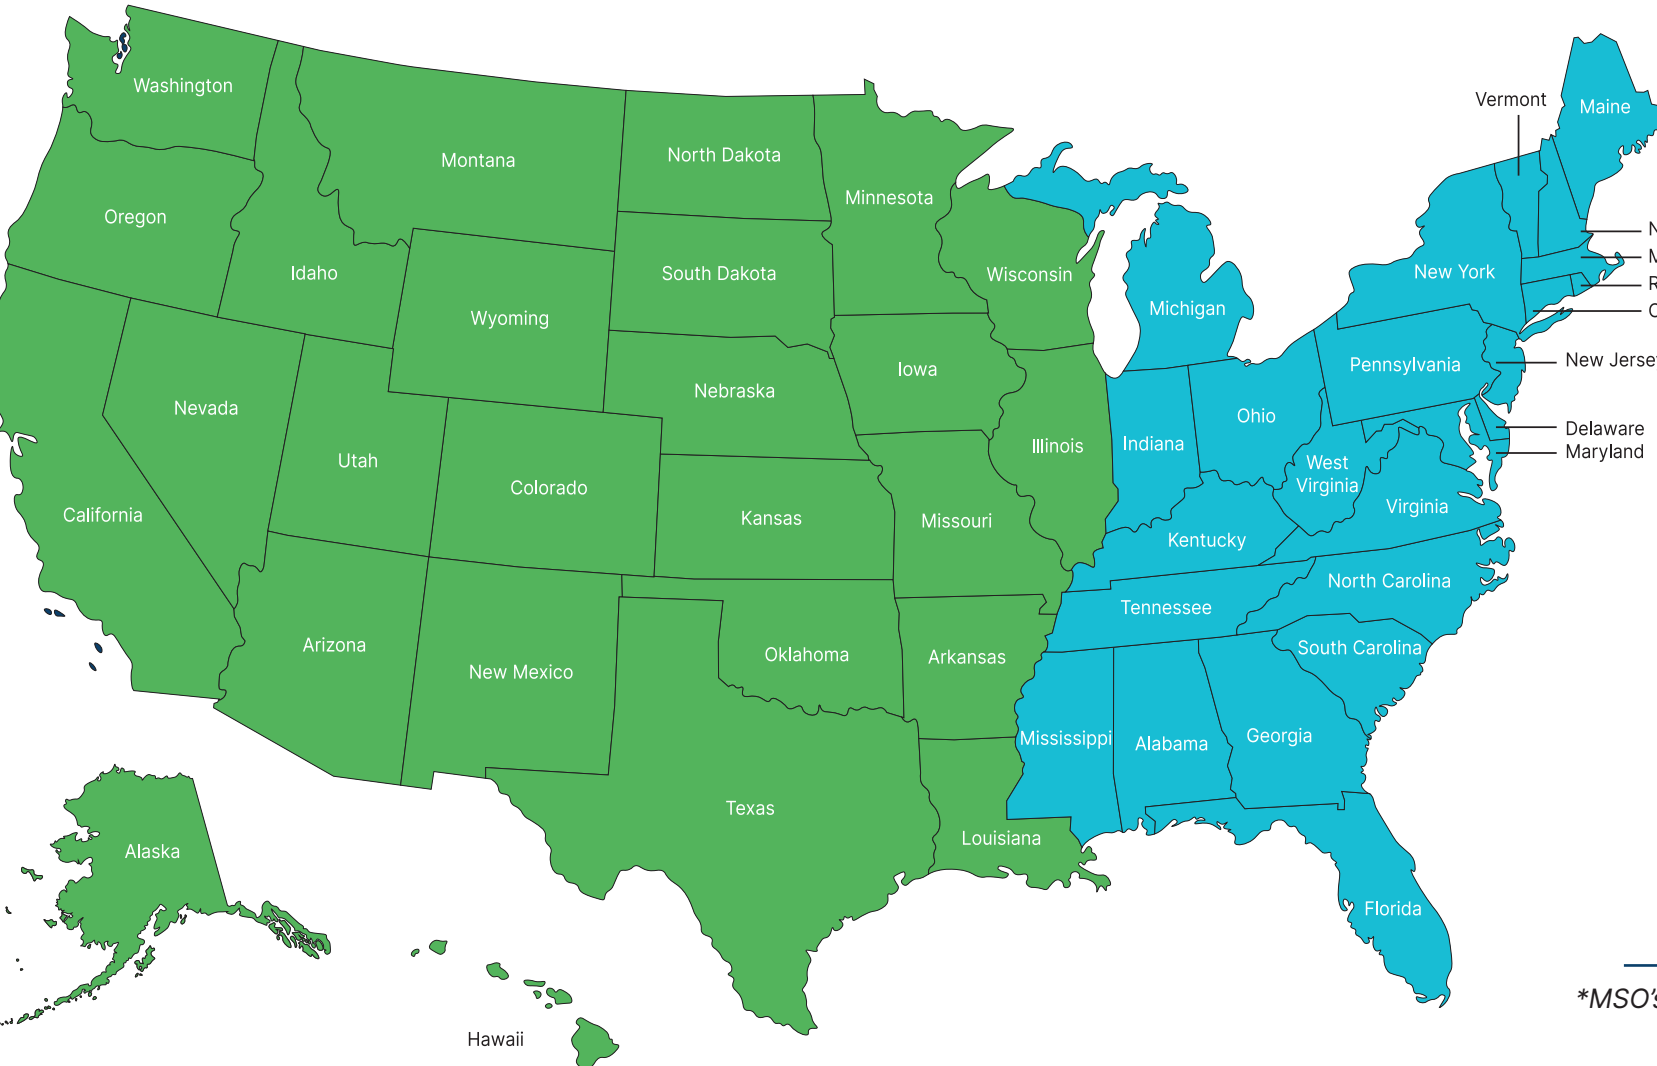 Washington
Vermont
Maine
Montana
North Dakota
Minnesota
Oregon
N
Idaho
South Dakota
Wisconsin
New York
M
R
Wyoming
Michigan
C
New Jerse
Pennsylvania
Iowa
Nebraska
Nevada
Ohio
Delaware
Indiana
Illinois
Maryland
Utah
West
Virginia
Colorado
California
Kansas
Missouri
Virginia
Kentucky
North Carolina
Tennessee
Arizona
South Carolina
Oklahoma
Arkansas
New Mexico
Mississippi
Alabama
Georgia
Texas
Louisiana
Alaska
Florida
*MSO's
Hawaii